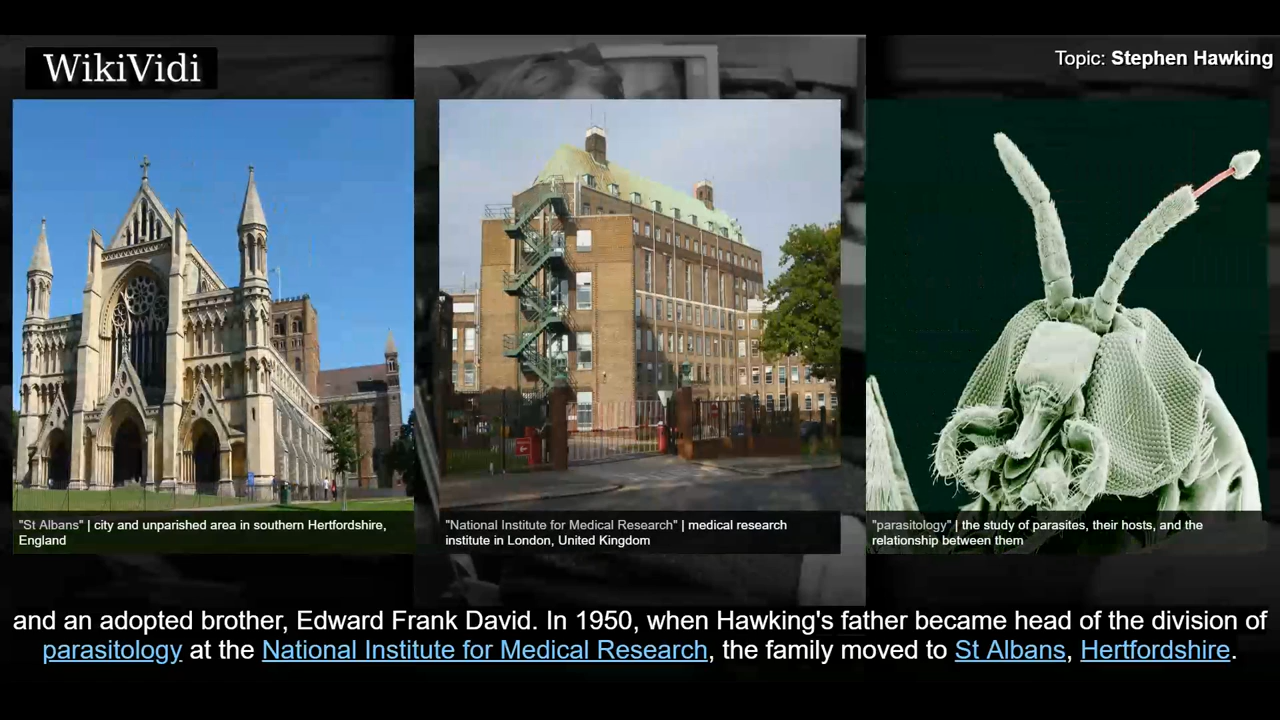 WikiVidi
Topic: Stephen Hawking
"St Albans" | city and unparished area in southern Hertfordshire,
England
"National Institute for Medical Research" | medical research
institute in London, United Kingdom
"parasitology" | the study of parasites, their hosts, and the
relationship between them
and an adopted brother, Edward Frank David. In 1950, when Hawking's father became head of the division of
parasitology at the National Institute for Medical Research, the family moved to St Albans, Hertfordshire.